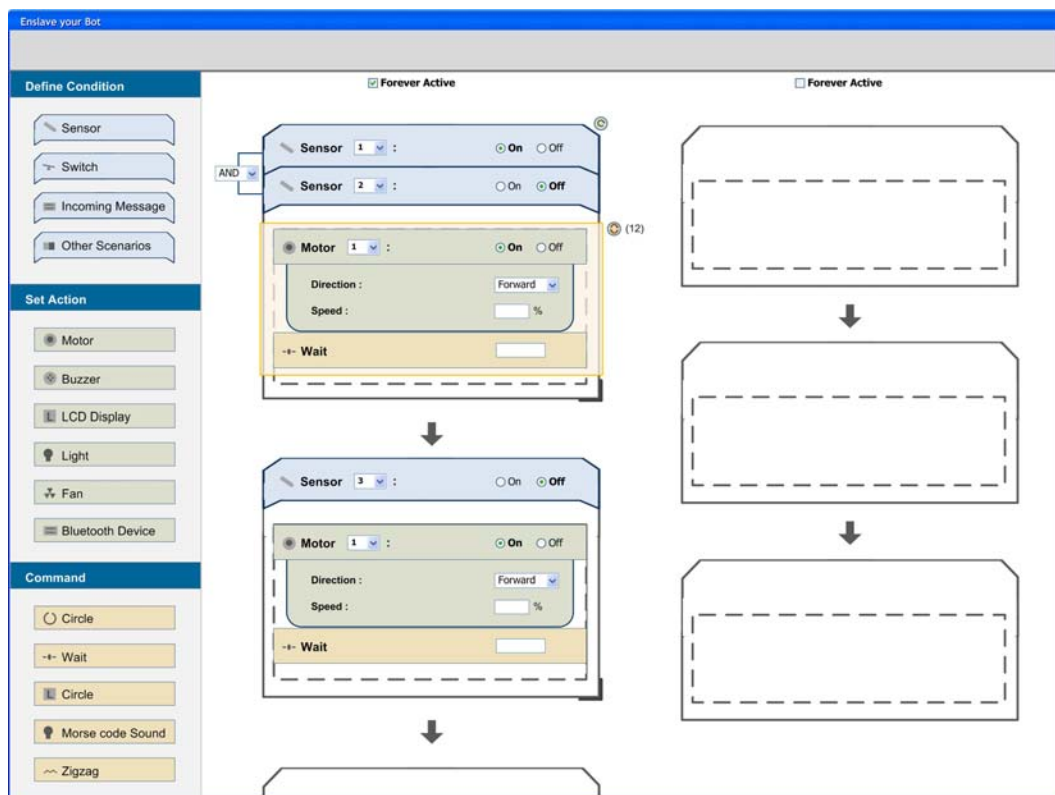 Enslave your Bot
Define Condition
Sensor
Switch
Incoming Message
Other Scenarios
Set Action
Motor
Buzzer
L LCD Display
Light
Fan
Bluetooth Device
Command
Circle
Wait
L Circle
Morse code Sound
Zigzag
Forever Active
AND
Sensor 1 : On Off
Sensor 2 : On Off
(12)
Motor 1 : On Off
Direction : Forward
Speed : %
Wait
Sensor 3 : On Off
Motor 1 : On Off
Direction : Forward
Speed : %
Wait
Forever Active